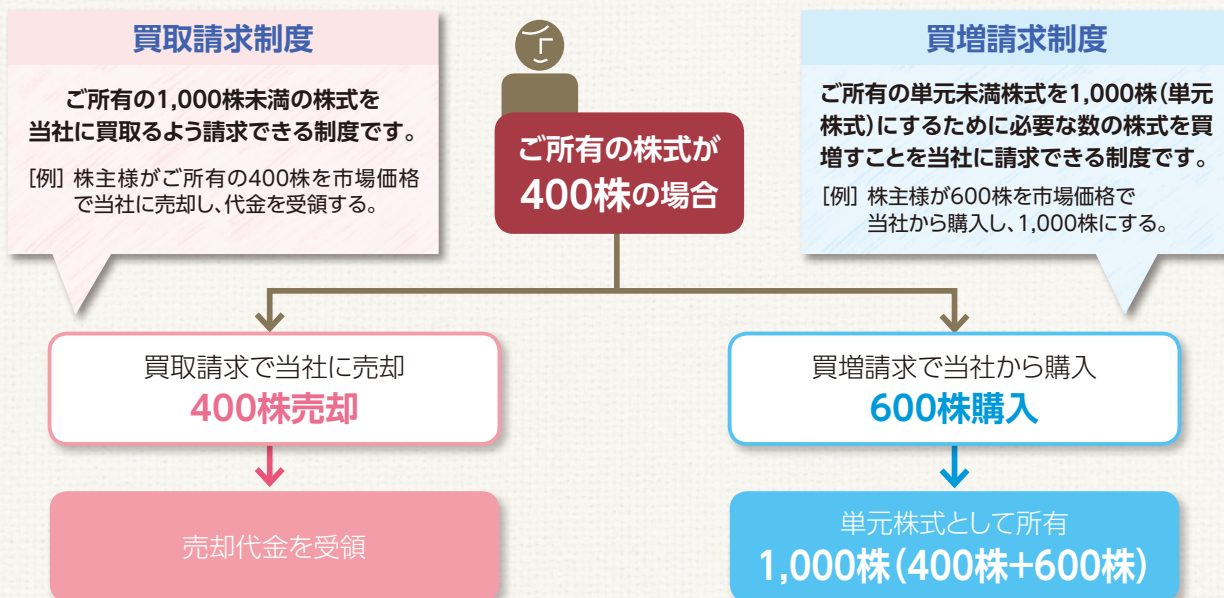 買取請求制度
ご所有の1,000株未満の株式を
当社に買取るよう請求できる制度です。
[例] 株主様がご所有の400株を市場価格
で当社に売却し、代金を受領する。
ご所有の株式が
400株の場合
買増請求制度
ご所有の単元未満株式を1,000株(単元
株式)にするために必要な数の株式を買
増すことを当社に請求できる制度です。
[例] 株主様が600株を市場価格で
当社から購入し、1,000株にする。
買取請求で当社に売却
400株売却
売却代金を受領
買増請求で当社から購入
600株購入
単元株式として所有
1,000株(400株+600株)